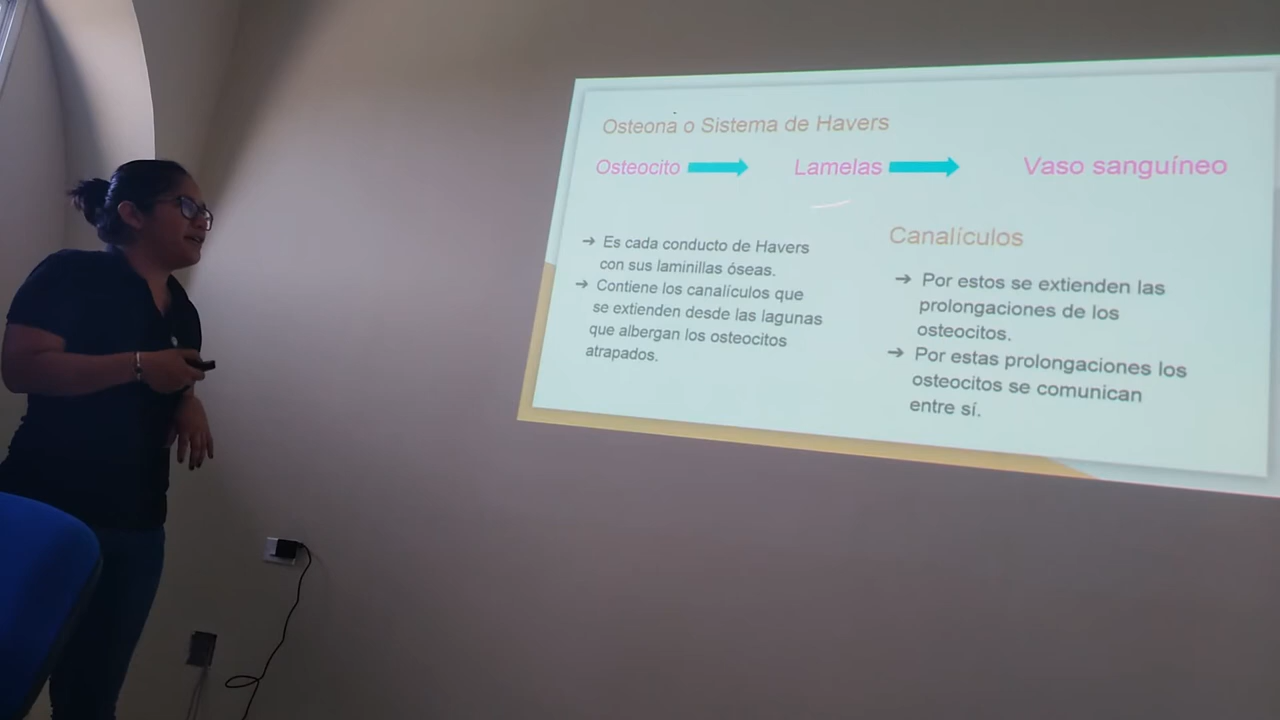 Osteona o Sistema de Havers
Osteocito Lamelas Vaso sanguíneo
→ Es cada conducto de Havers
con sus laminillas óseas.
→ Contiene los canalículos que
se extienden desde las lagunas
que albergan los osteocitos
atrapados.
Canalículos
→ Por estos se extienden las
prolongaciones de los
osteocitos.
→ Por estas prolongaciones los
osteocitos se comunican
entre sí.